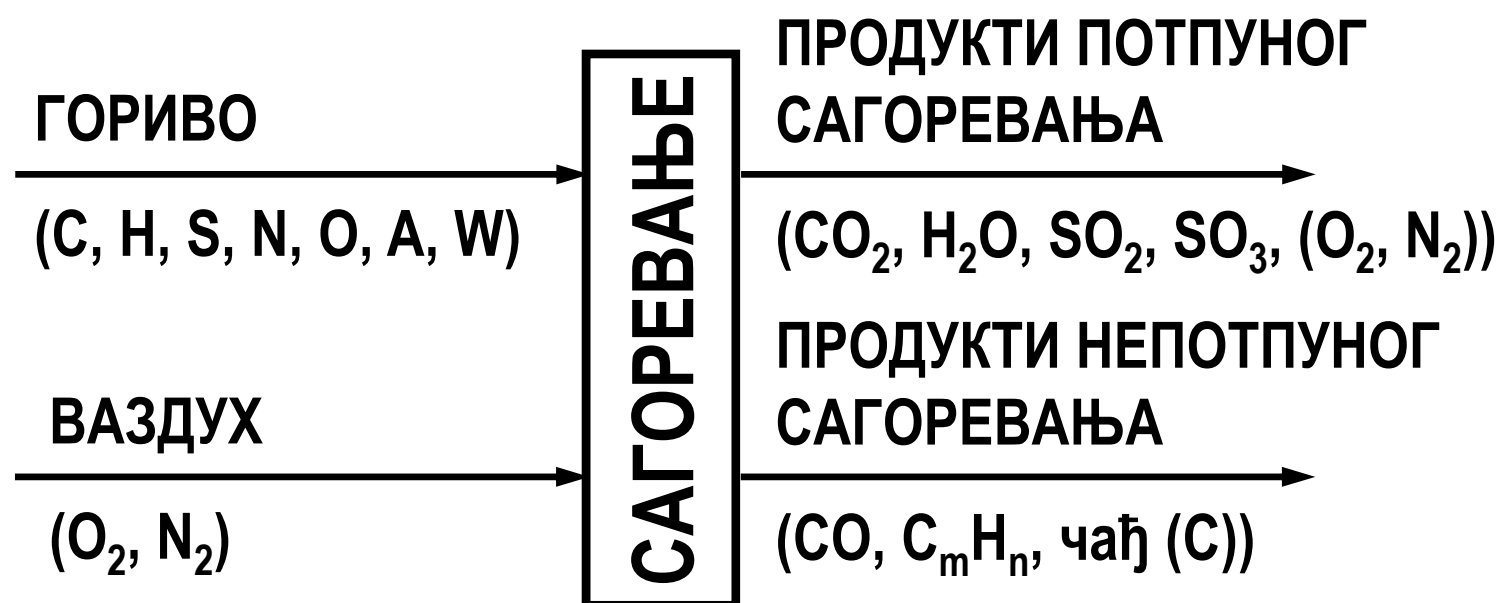 ГОРИВО
(C, H, S, N, O, A, W)
ВАЗДУХ
(O₂, N₂)
САГОРЕВАЊЕ
ПРОДУКТИ ПОТПУНОГ
САГОРЕВАЊА
(CO₂, H₂O, SO₂, SO₃, (O₂, N₂))
ПРОДУКТИ НЕПОТПУНОГ
САГОРЕВАЊА
(CO, CₘHₙ, чађ (C))